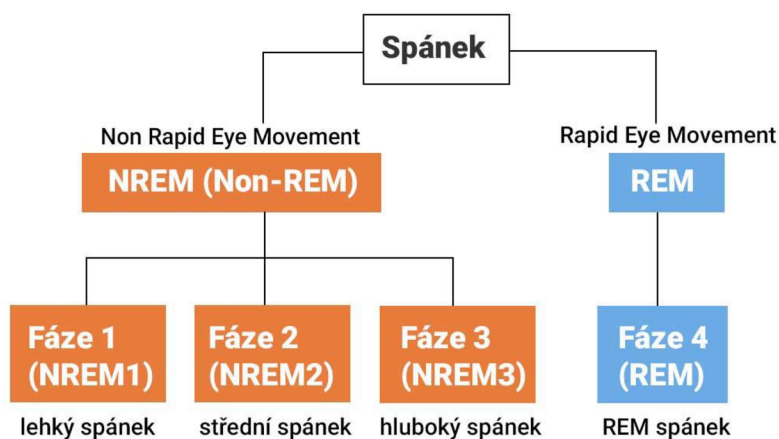 Spánek
Non Rapid Eye Movement
Rapid Eye Movement
NREM (Non-REM)
REM
Fáze 1
(NREM1)
Fáze 2
(NREM2)
Fáze 3
(NREM3)
Fáze 4
(REM)
lehký spánek
střední spánek
hluboký spánek
REM spánek